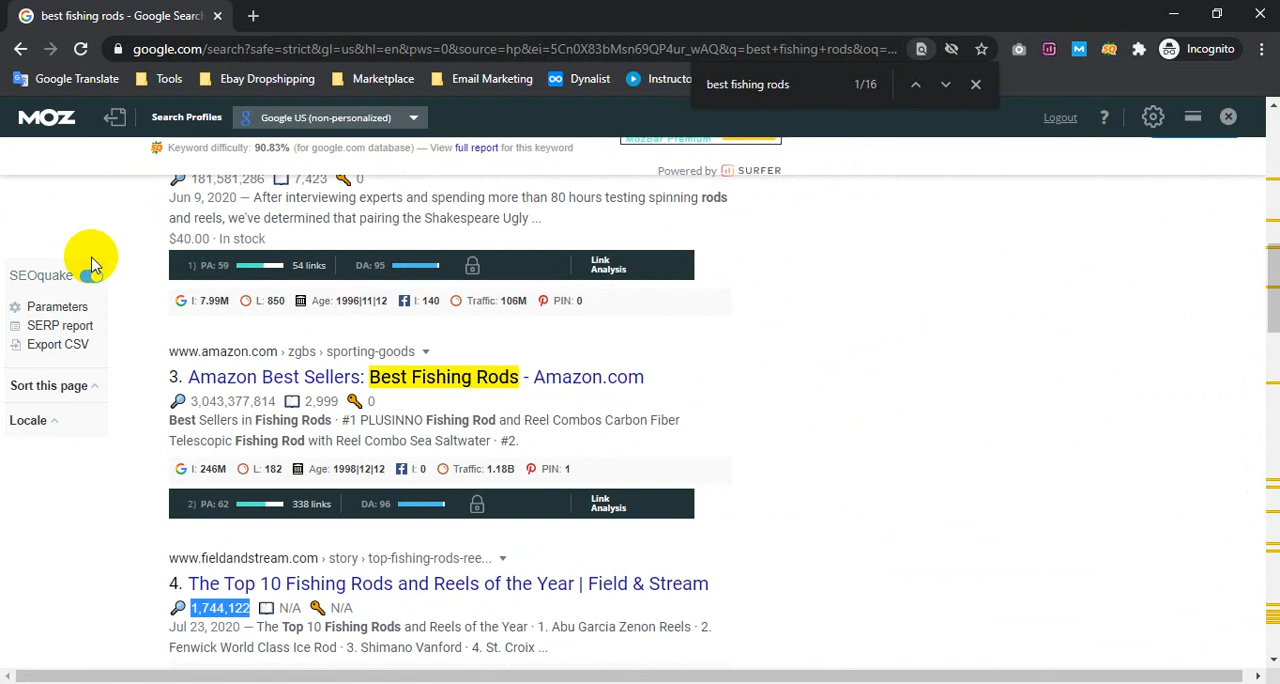 best fishing rods - Google Search
google.com/search?safe=strict&gl=us&hl=en&pws=0&source=hp&ei=5Cn0X83bMsn69QP4ur_wAQ&q=best+fishing+rods&oq=...
Incognito
Google Translate Tools Ebay Dropshipping Marketplace Email Marketing Dynalist Instructo
best fishing rods 1/16
MOZ Search Profiles Google US (non-personalized) Logout ?
Keyword difficulty: 90.83% (for google.com database) — View full report for this keyword
MozBar Premium
Powered by SURFER
181,581,286 7,423 0
Jun 9, 2020 — After interviewing experts and spending more than 80 hours testing spinning rods
and reels, we've determined that pairing the Shakespeare Ugly ...
$40.00 · In stock
1) PA: 59 54 links DA: 95 Link Analysis
SEOquake
Parameters
SERP report
Export CSV
Sort this page
Locale
I: 7.99M L: 850 Age: 1996|11|12 I: 140 Traffic: 106M PIN: 0
www.amazon.com › zgbs › sporting-goods
3. Amazon Best Sellers: Best Fishing Rods - Amazon.com
3,043,377,814 2,999 0
Best Sellers in Fishing Rods · #1 PLUSINNO Fishing Rod and Reel Combos Carbon Fiber
Telescopic Fishing Rod with Reel Combo Sea Saltwater · #2.
I: 246M L: 182 Age: 1998|12|12 I: 0 Traffic: 1.18B PIN: 1
2) PA: 62 338 links DA: 96 Link Analysis
www.fieldandstream.com › story › top-fishing-rods-ree...
4. The Top 10 Fishing Rods and Reels of the Year | Field & Stream
1,744,122 N/A N/A
Jul 23, 2020 — The Top 10 Fishing Rods and Reels of the Year · 1. Abu Garcia Zenon Reels · 2.
Fenwick World Class Ice Rod · 3. Shimano Vanford · 4. St. Croix ...